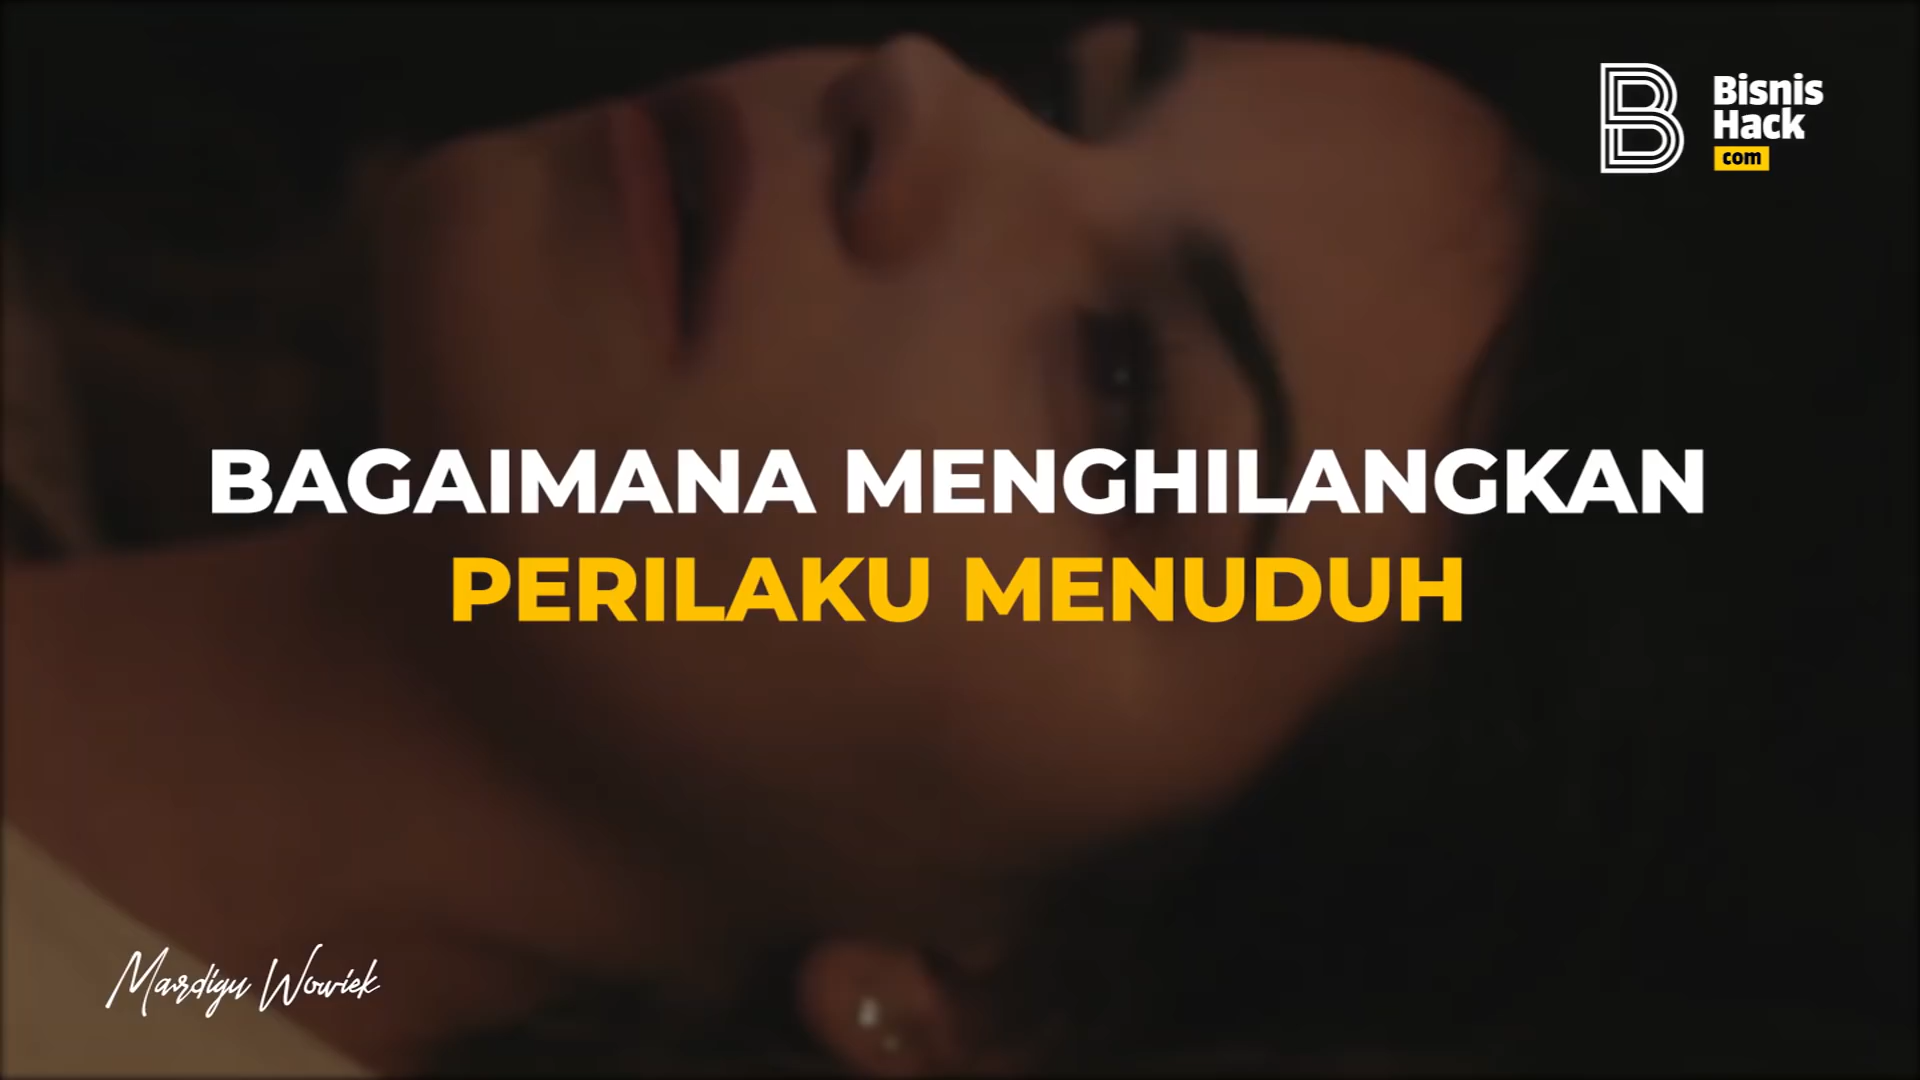 B
Bisnis
Hack
com
BAGAIMANA MENGHILANGKAN
PERILAKU MENUDUH
Mardigu Wowiek